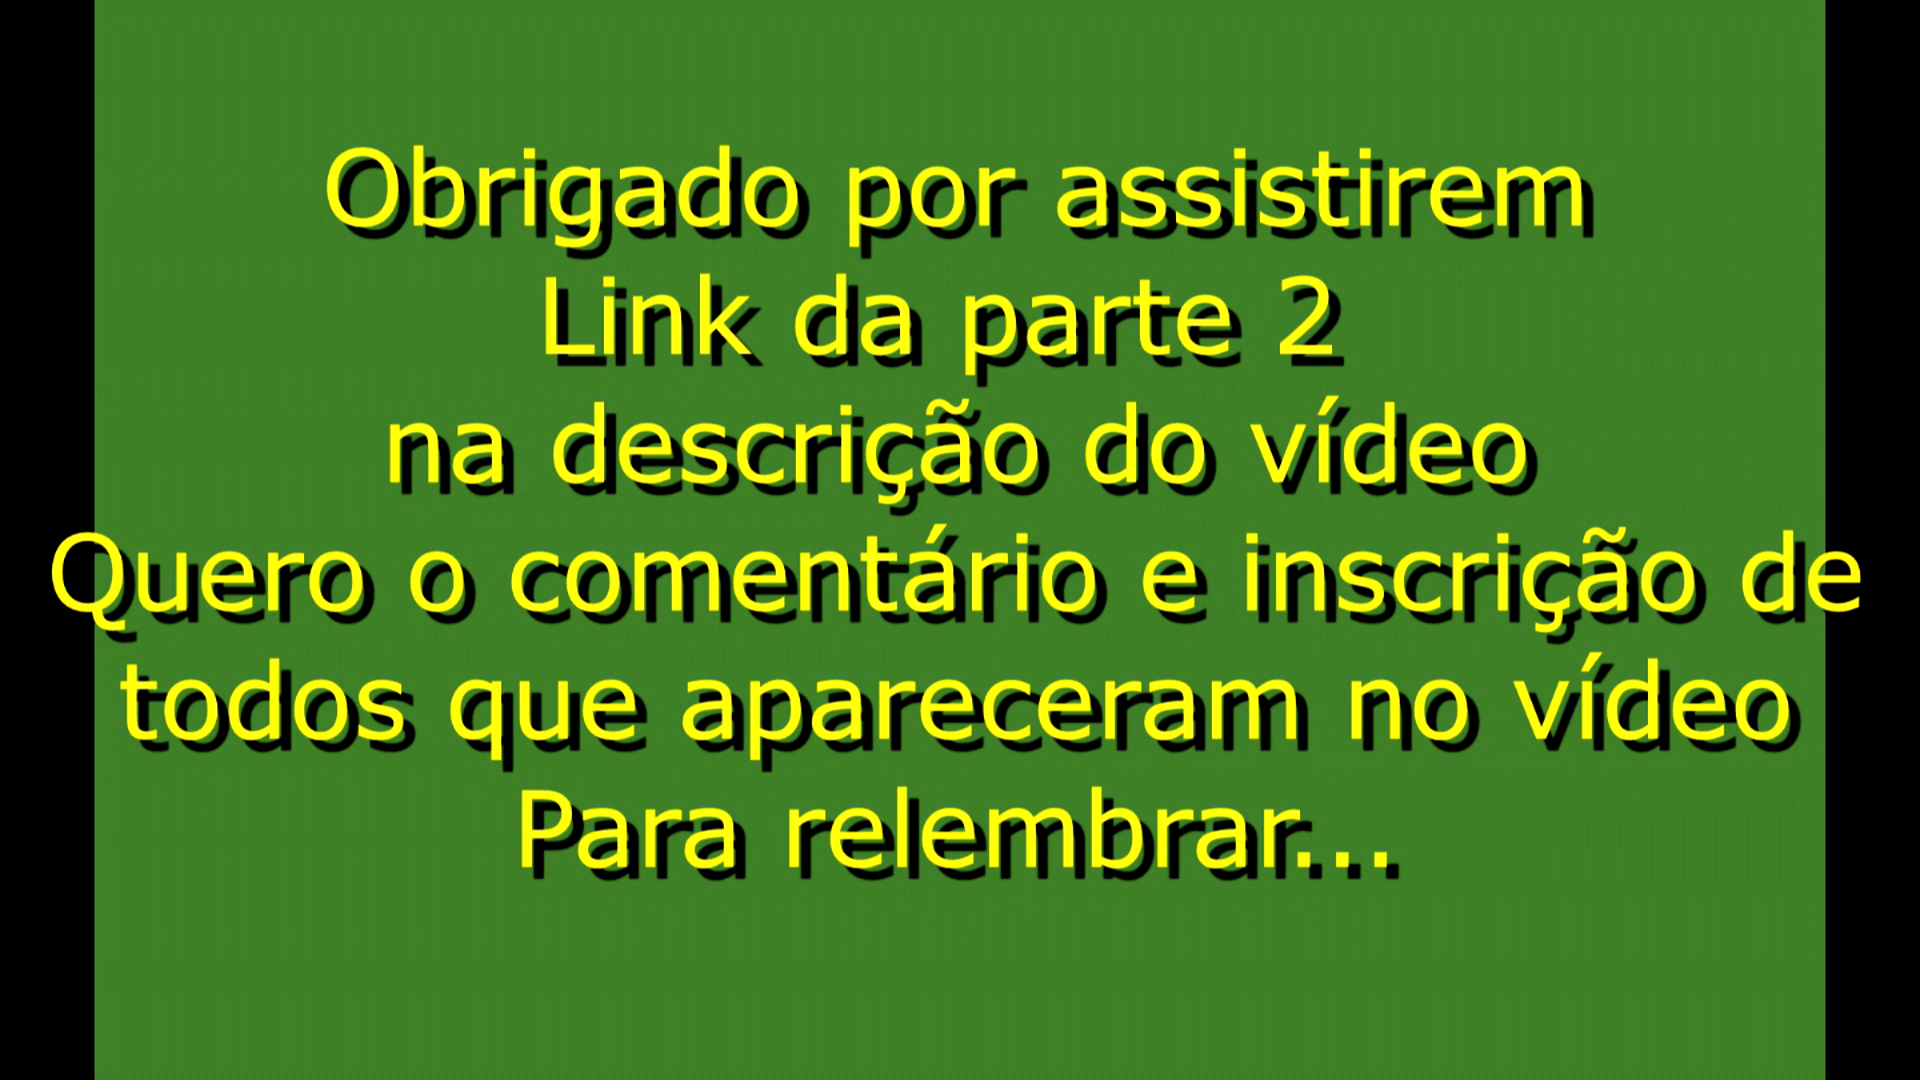 Obrigado por assistirem
Link da parte 2
na descrição do vídeo
Quero o comentário e inscrição de
todos que apareceram no vídeo
Para relembrar...